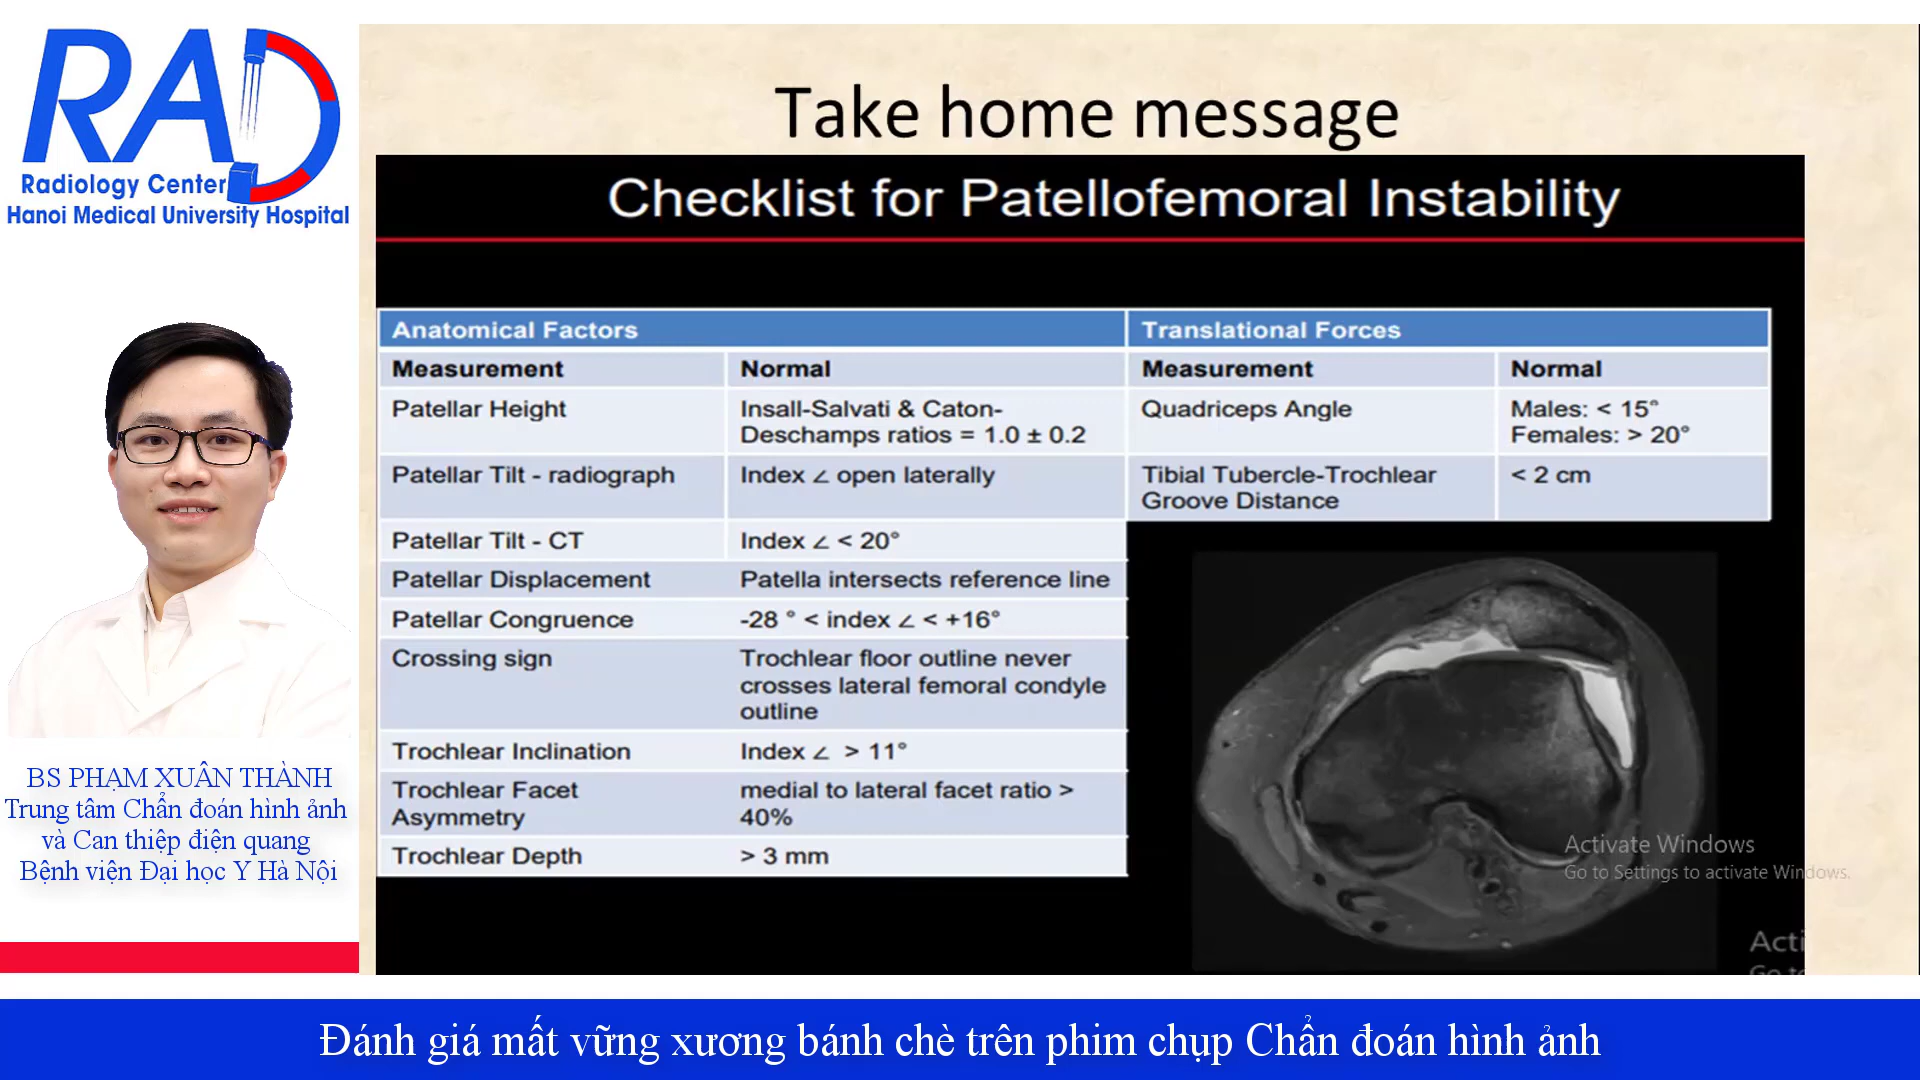 RAD
Radiology Center
Hanoi Medical University Hospital
BS PHẠM XUÂN THÀNH
Trung tâm Chẩn đoán hình ảnh
và Can thiệp điện quang
Bệnh viện Đại học Y Hà Nội
Take home message
Checklist for Patellofemoral Instability
Anatomical Factors
Translational Forces
Measurement
Normal
Measurement
Normal
Patellar Height
Insall-Salvati & Caton-
Deschamps ratios = 1.0 ± 0.2
Quadriceps Angle
Males: < 15°
Females: > 20°
Patellar Tilt - radiograph
Index ∠ open laterally
Tibial Tubercle-Trochlear
Groove Distance
< 2 cm
Patellar Tilt - CT
Index ∠ < 20°
Patellar Displacement
Patella intersects reference line
Patellar Congruence
-28 ° < index ∠ < +16°
Crossing sign
Trochlear floor outline never
crosses lateral femoral condyle
outline
Trochlear Inclination
Index ∠ > 11°
Trochlear Facet
Asymmetry
medial to lateral facet ratio >
40%
Trochlear Depth
> 3 mm
Activate Windows
Go to Settings to activate Windows.
Acti
Đánh giá mất vững xương bánh chè trên phim chụp Chẩn đoán hình ảnh